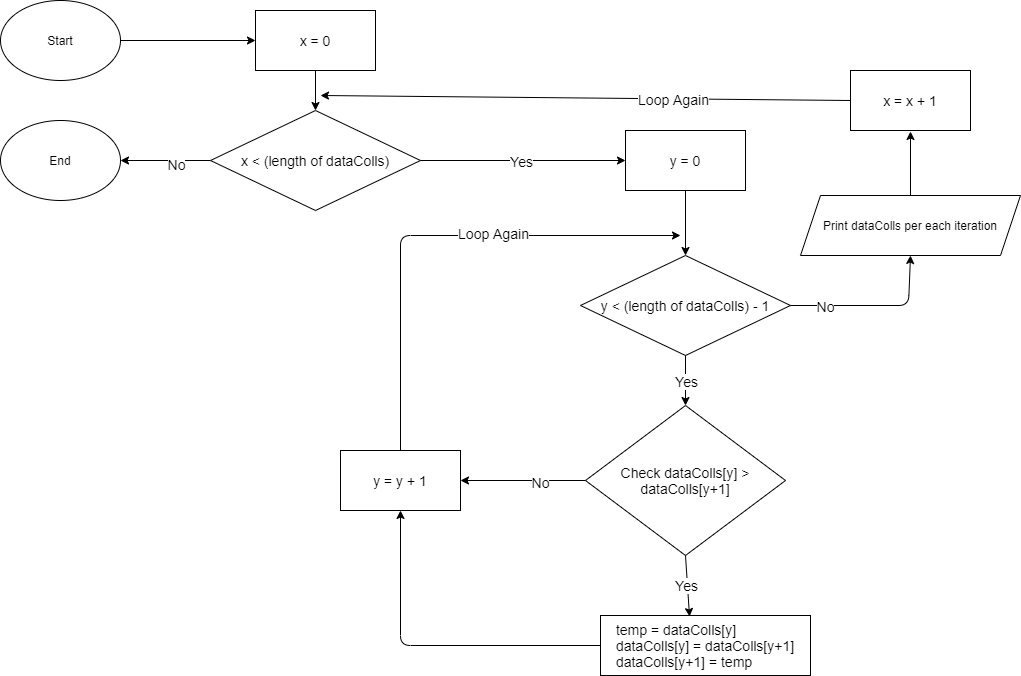 Start
x = 0
Loop Again
x = x + 1
End
No
x < (length of dataColls)
Yes
y = 0
Print dataColls per each iteration
Loop Again
y < (length of dataColls) - 1
No
Yes
y = y + 1
No
Check dataColls[y] >
dataColls[y+1]
Yes
temp = dataColls[y]
dataColls[y] = dataColls[y+1]
dataColls[y+1] = temp